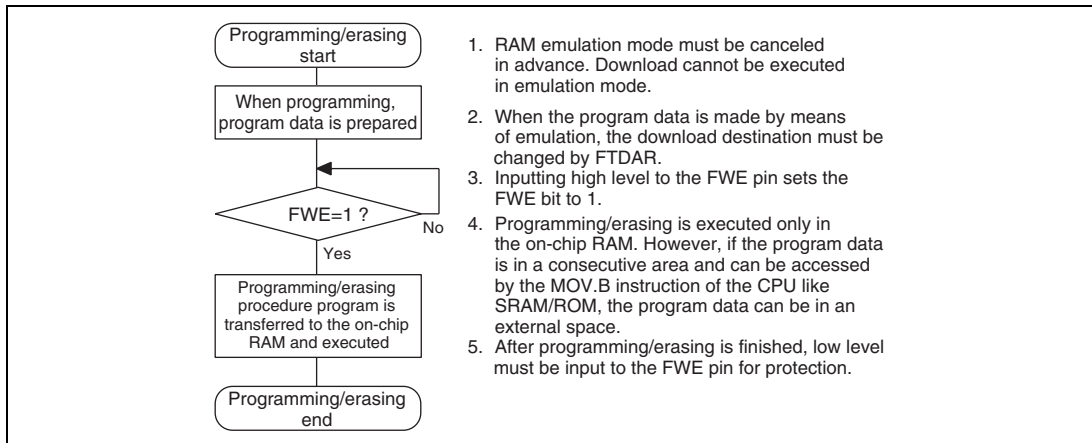 Programming/erasing
start
When programming,
program data is prepared
FWE=1 ?
No
Yes
Programming/erasing
procedure program is
transferred to the on-chip
RAM and executed
Programming/erasing
end
1. RAM emulation mode must be canceled
in advance. Download cannot be executed
in emulation mode.
2. When the program data is made by means
of emulation, the download destination must be
changed by FTDAR.
3. Inputting high level to the FWE pin sets the
FWE bit to 1.
4. Programming/erasing is executed only in
the on-chip RAM. However, if the program data
is in a consecutive area and can be accessed
by the MOV.B instruction of the CPU like
SRAM/ROM, the program data can be in an
external space.
5. After programming/erasing is finished, low level
must be input to the FWE pin for protection.